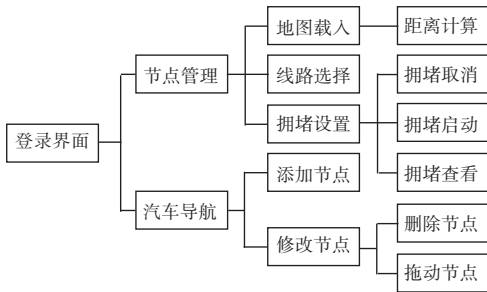 地图载入
距离计算
节点管理
线路选择
拥堵取消
拥堵设置
拥堵启动
登录界面
拥堵查看
添加节点
汽车导航
删除节点
修改节点
拖动节点